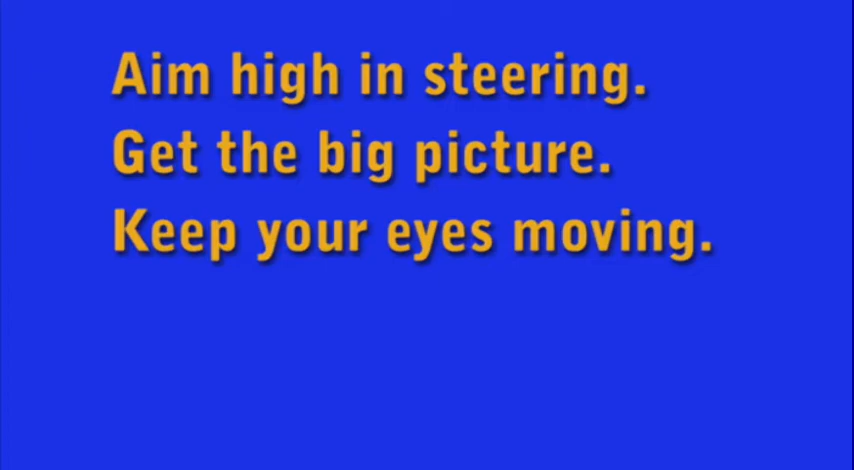 Aim high in steering.
Get the big picture.
Keep your eyes moving.